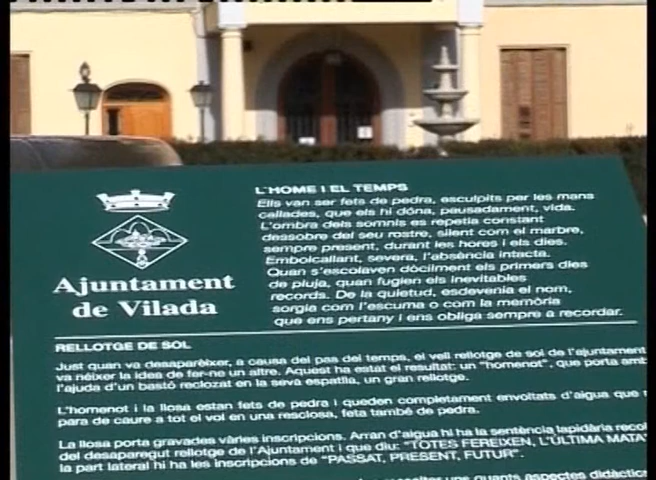 L'HOME I EL TEMPS
Ells van ser fets de pedra, esculpits per les mans
callades, que els hi dóna, pausadament, vida.
L'ombra dels somnis es repetia constant
dessobre del seu rostre, silent com el marbre,
sempre present, durant les hores i els dies.
Embolcallant, severa, l'absència intacta.
Quan s'escolaven dòcilment els primers dies
de pluja, quan fugien els inevitables
records. De la quietud, esdevenia el nom,
sorgia com l'escuma o com la memòria
que ens pertany i ens obliga sempre a recordar.
Ajuntament
de Vilada
RELLOTGE DE SOL
Just quan va desaparèixer, a causa del pas del temps, el vell rellotge de sol de l'ajuntament
va néixer la idea de fer-ne un altre. Aquest ha estat el resultat: un "homenot", que porta amb
l'ajuda d'un bastó reclozat en la seva espatlla, un gran rellotge.
L'homenot i la llosa estan fets de pedra i queden completament envoltats d'aigua que
para de caure a tot el vol en una resclosa, feta també de pedra.
La llosa porta gravades vàries inscripcions. Arran d'aigua hi ha la sentència lapidària reco
del desaparegut rellotge de l'Ajuntament i que diu: "TOTES FEREIXEN, L'ÚLTIMA MATA
la part lateral hi ha les inscripcions de "PASSAT, PRESENT, FUTUR".
uns quants aspectes didàctic